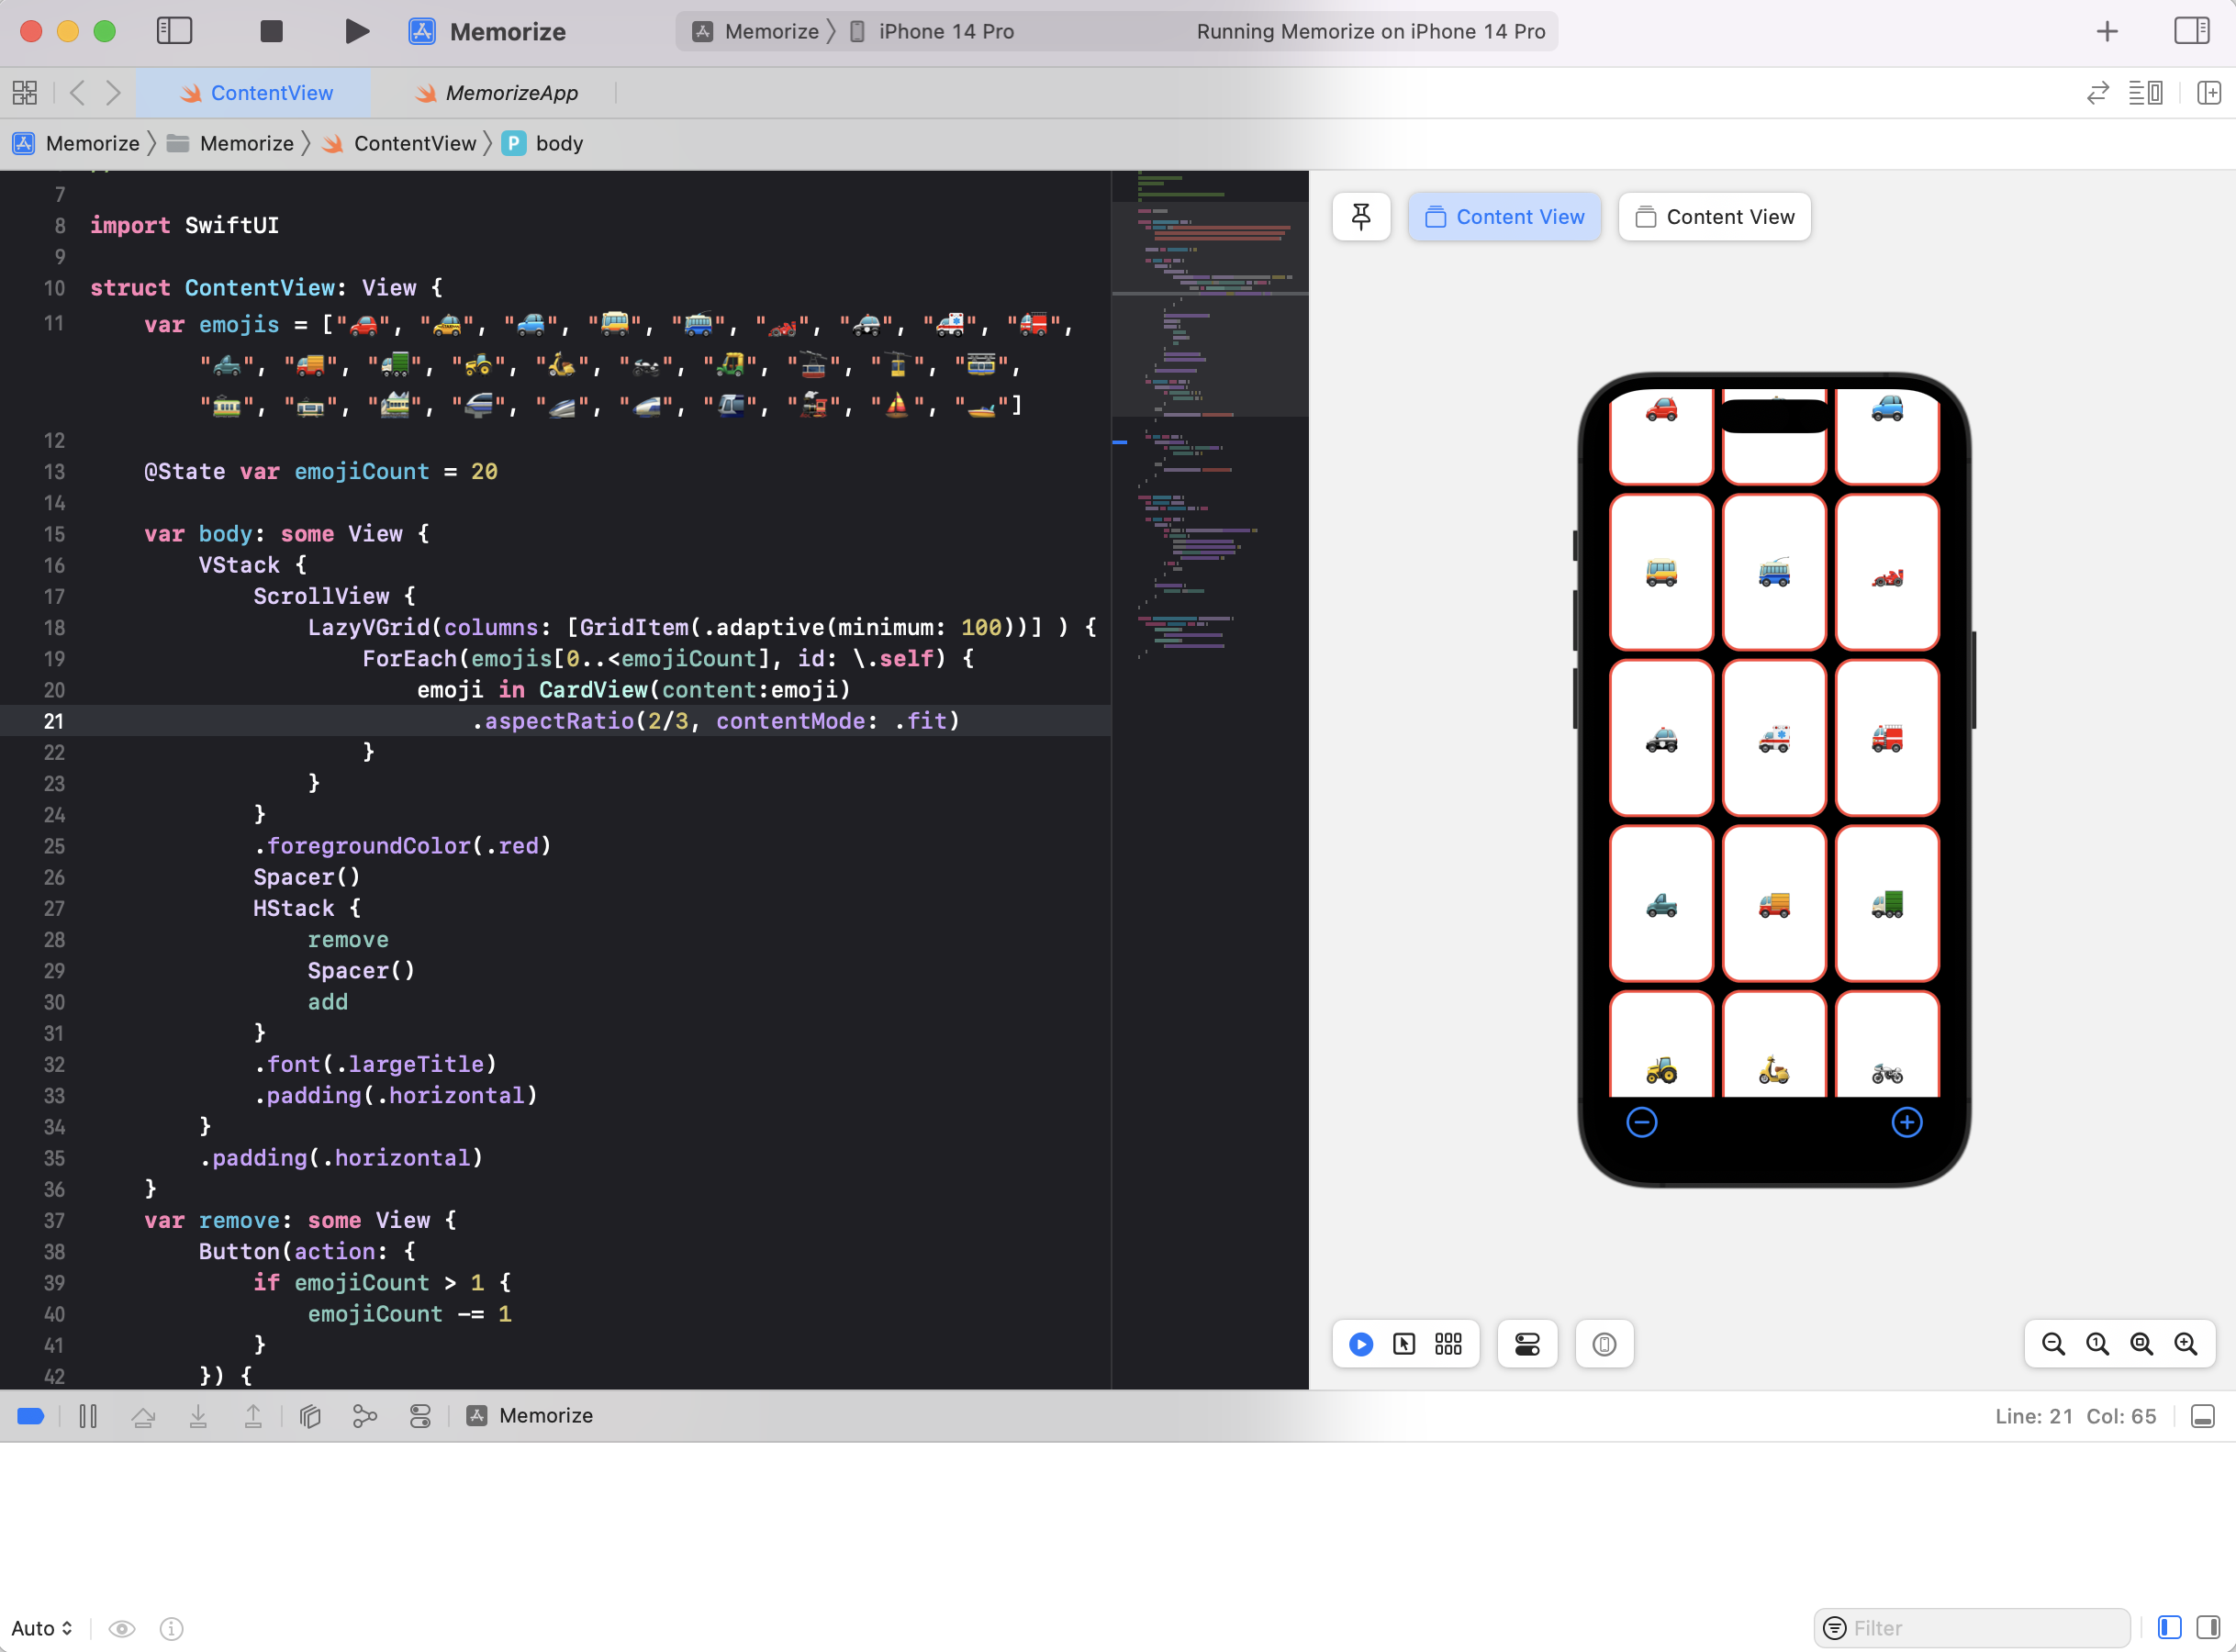 Memorize
Memorize iPhone 14 Pro Running Memorize on iPhone 14 Pro
ContentView MemorizeApp
Memorize Memorize ContentView P body
7
8 import SwiftUI
9
10 struct ContentView: View {
11 var emojis = ["🚗", "🚕", "🚙", "🚌", "🚎", "🏎", "🚓", "🚑", "🚒",
"🛻", "🚚", "🚛", "🚜", "🛵", "🏍", "🛺", "🚠", "🚡", "🚟",
"🚃", "🚋", "🚞", "🚝", "🚄", "🚅", "🚈", "🚂", "⛵️", "🚤"]
12
13 @State var emojiCount = 20
14
15 var body: some View {
16 VStack {
17 ScrollView {
18 LazyVGrid(columns: [GridItem(.adaptive(minimum: 100))] ) {
19 ForEach(emojis[0..<emojiCount], id: \.self) {
20 emoji in CardView(content:emoji)
21 .aspectRatio(2/3, contentMode: .fit)
22 }
23 }
24 }
25 .foregroundColor(.red)
26 Spacer()
27 HStack {
28 remove
29 Spacer()
30 add
31 }
32 .font(.largeTitle)
33 .padding(.horizontal)
34 }
35 .padding(.horizontal)
36 }
37 var remove: some View {
38 Button(action: {
39 if emojiCount > 1 {
40 emojiCount -= 1
41 }
42 }) {
Content View Content View
Memorize
Line: 21 Col: 65
Auto
Filter